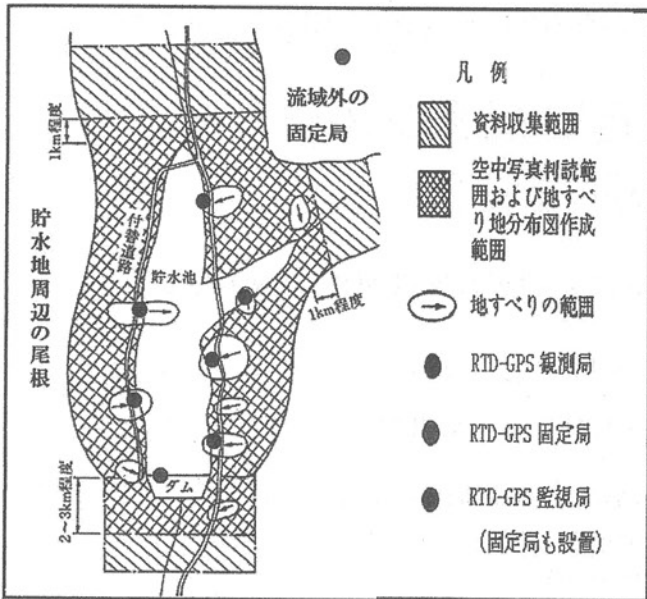 流域外の
固定局
1km程度
貯水地周辺の尾根
付替道路
貯水池
1km程度
ダム
2～3km程度
凡 例
資料収集範囲
空中写真判読範
囲および地すべ
り地分布図作成
範囲
地すべりの範囲
RTD-GPS 観測局
RTD-GPS 固定局
RTD-GPS 監視局
(固定局も設置)